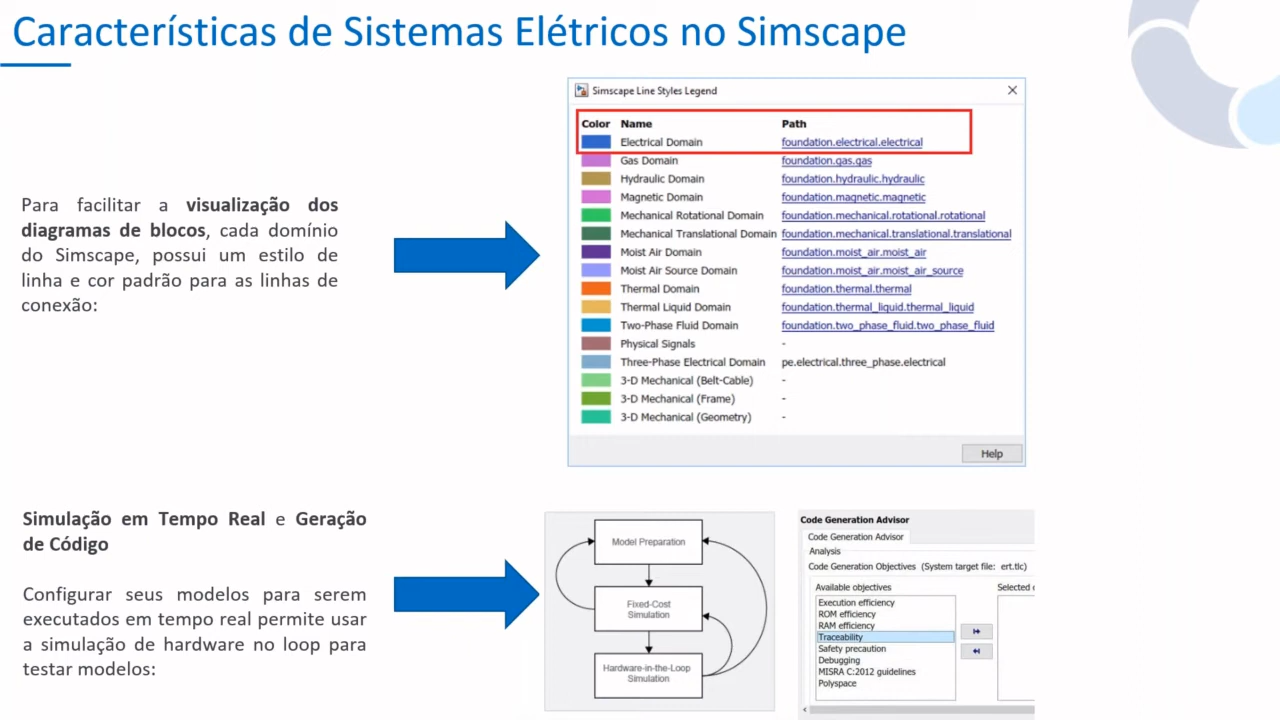 Características de Sistemas Elétricos no Simscape
Para facilitar a visualização dos
diagramas de blocos, cada domínio
do Simscape, possui um estilo de
linha e cor padrão para as linhas de
conexão:
Simscape Line Styles Legend
Color Name Path
Electrical Domain foundation.electrical.electrical
Gas Domain foundation.gas.gas
Hydraulic Domain foundation.hydraulic.hydraulic
Magnetic Domain foundation.magnetic.magnetic
Mechanical Rotational Domain foundation.mechanical.rotational.rotational
Mechanical Translational Domain foundation.mechanical.translational.translational
Moist Air Domain foundation.moist_air.moist_air
Moist Air Source Domain foundation.moist_air.moist_air_source
Thermal Domain foundation.thermal.thermal
Thermal Liquid Domain foundation.thermal_liquid.thermal_liquid
Two-Phase Fluid Domain foundation.two_phase_fluid.two_phase_fluid
Physical Signals -
Three-Phase Electrical Domain pe.electrical.three_phase.electrical
3-D Mechanical (Belt-Cable) -
3-D Mechanical (Frame) -
3-D Mechanical (Geometry) -
Help
Simulação em Tempo Real e Geração
de Código
Configurar seus modelos para serem
executados em tempo real permite usar
a simulação de hardware no loop para
testar modelos:
Model Preparation
Fixed-Cost
Simulation
Hardware-in-the-Loop
Simulation
Code Generation Advisor
Code Generation Advisor
Analysis
Code Generation Objectives (System target file: ert.tlc)
Available objectives
Selected o
Execution efficiency
ROM efficiency
RAM efficiency
Traceability
Safety precaution
Debugging
MISRA C:2012 guidelines
Polyspace